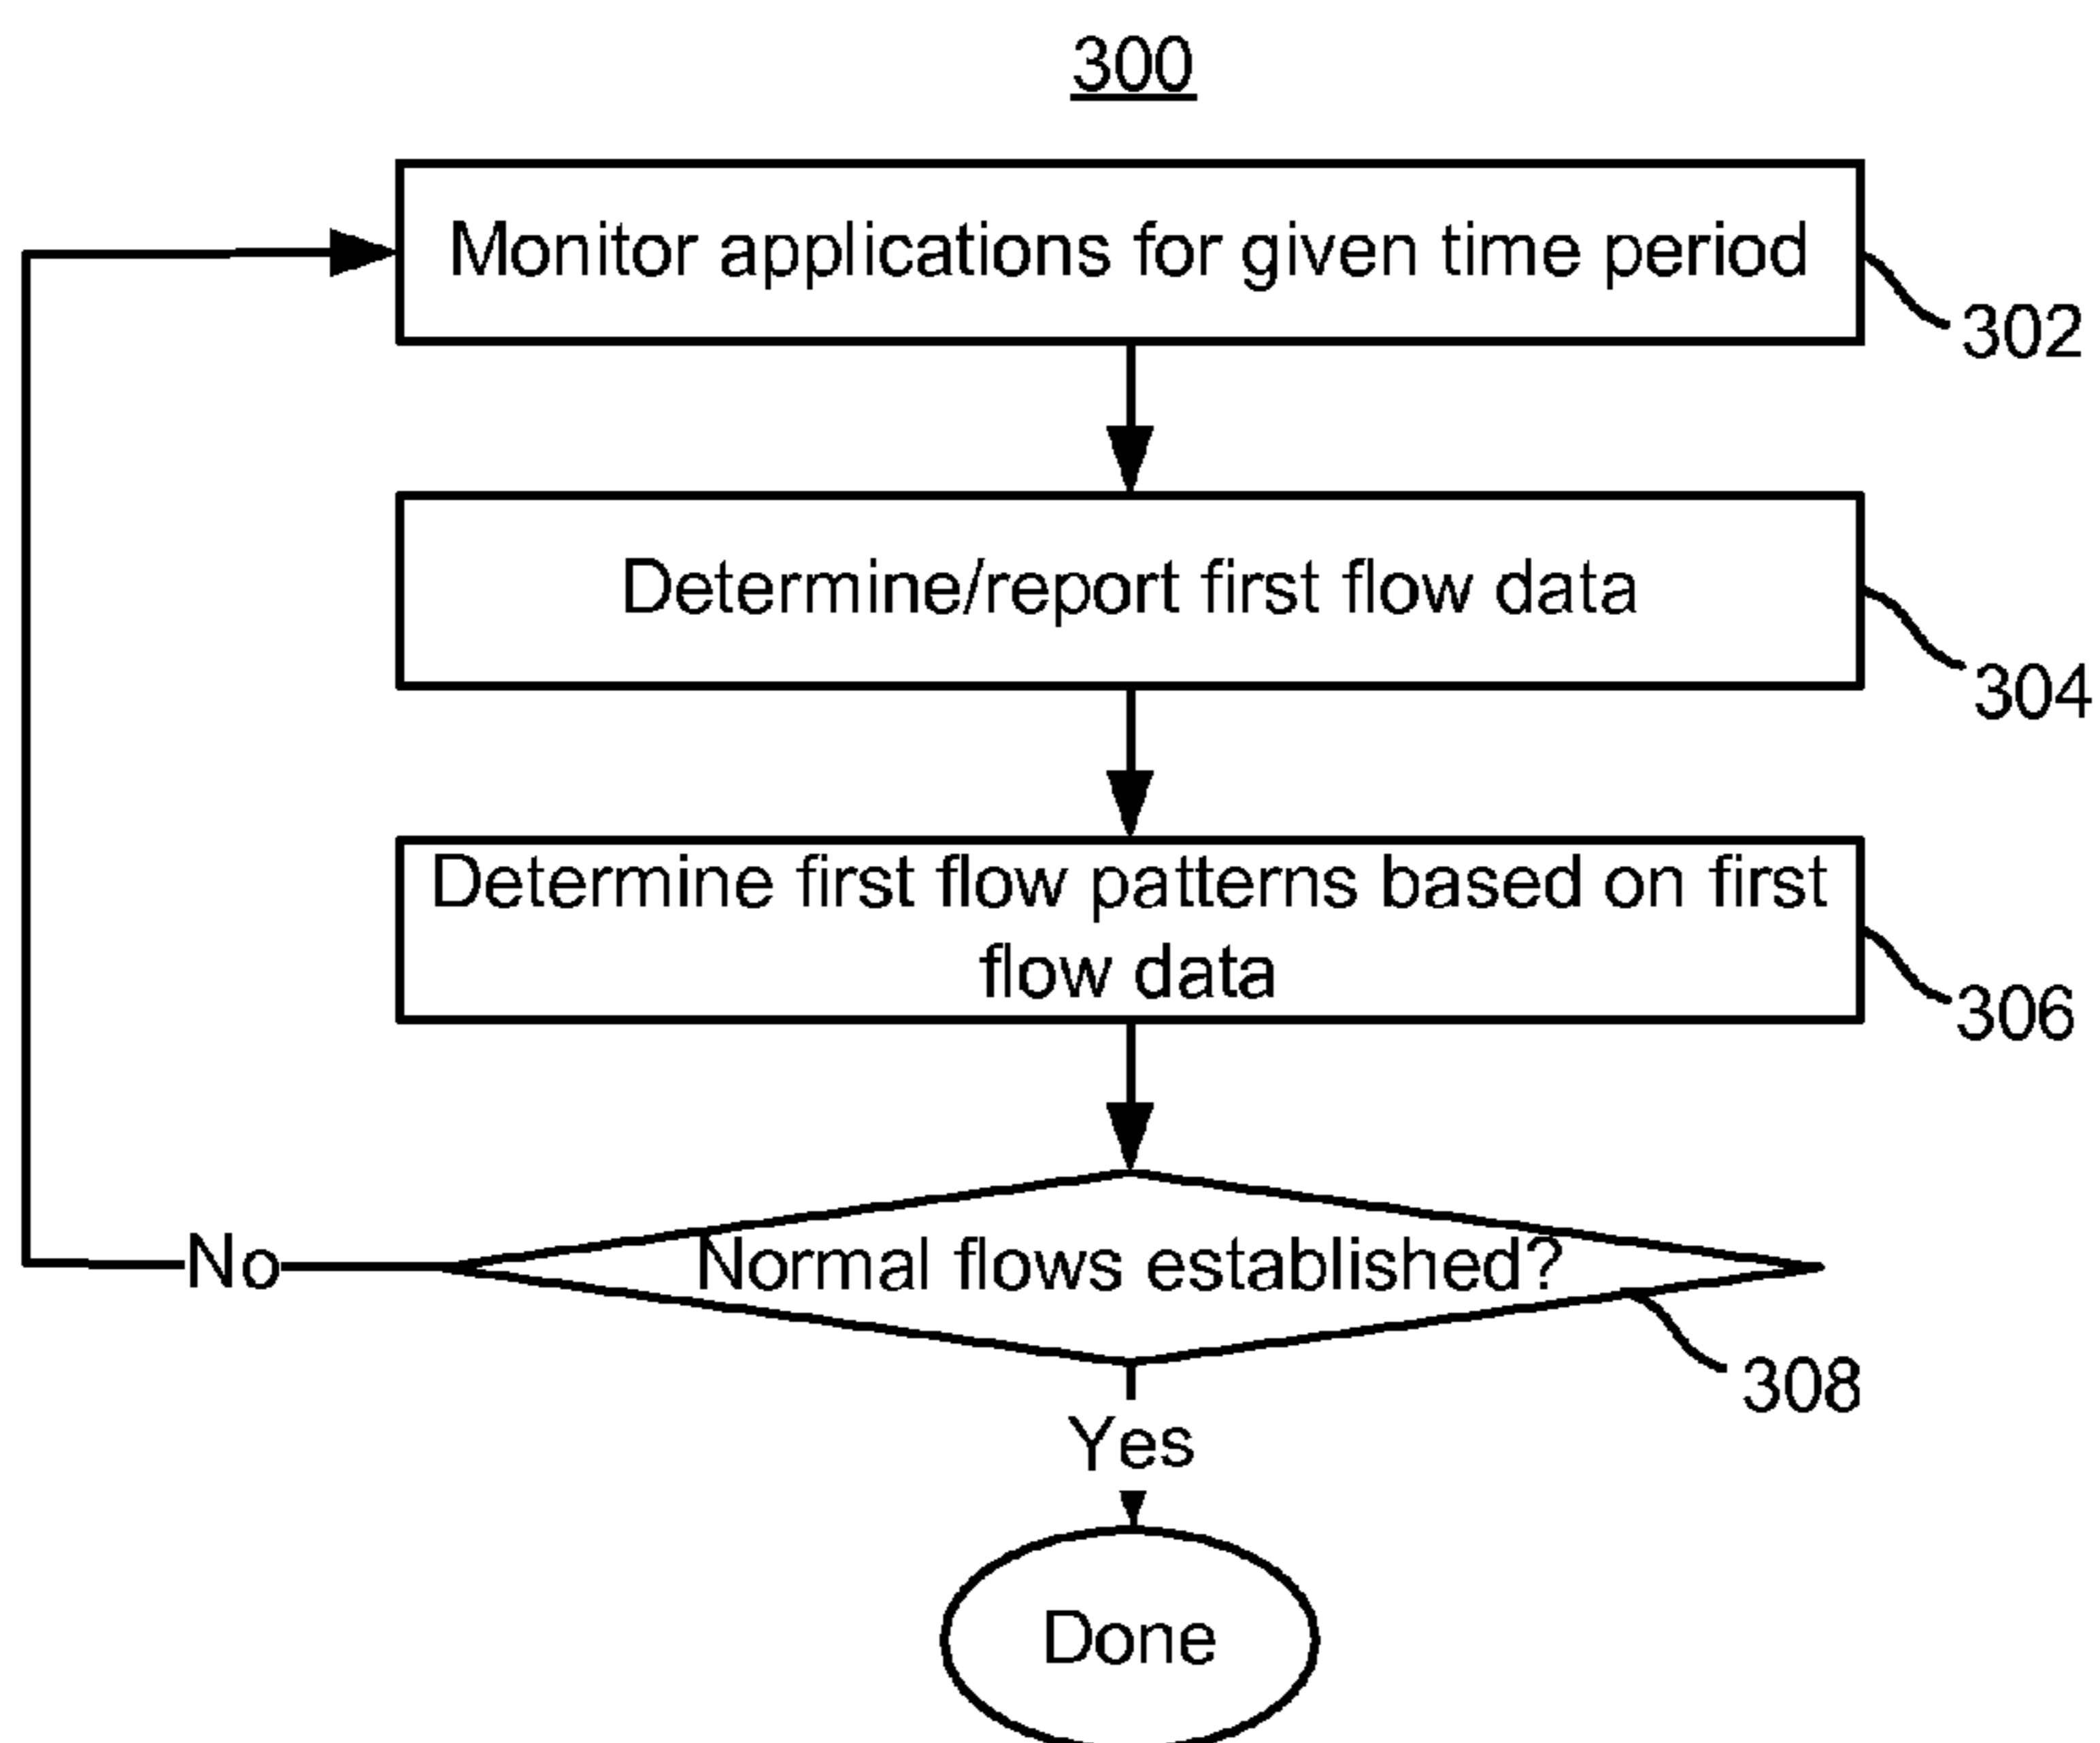 300
Monitor applications for given time period
302
Determine/report first flow data
304
Determine first flow patterns based on first
flow data
306
Normal flows established?
No
308
Yes
Done